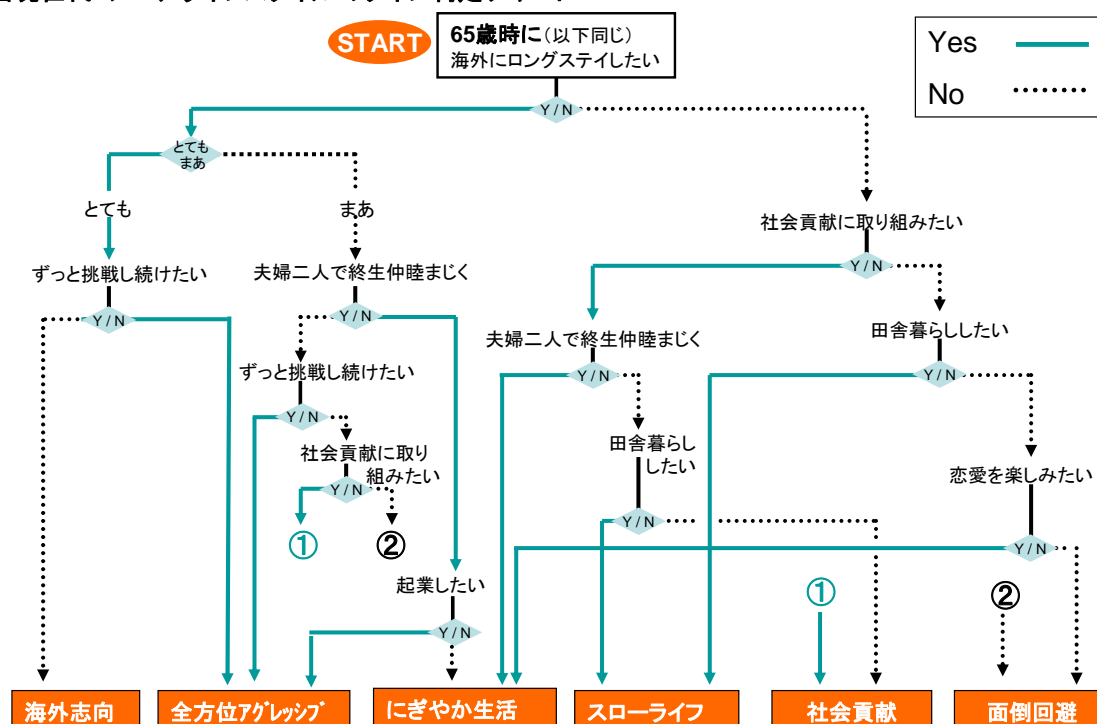 START
65歳時に(以下同じ)
海外にロングステイしたい
Yes
No
Y / N
とても
まあ
とても
まあ
社会貢献に取り組みたい
ずっと挑戦し続けたい
夫婦二人で終生仲睦まじく
Y / N
Y / N
Y / N
夫婦二人で終生仲睦まじく
田舎暮らししたい
ずっと挑戦し続けたい
Y / N
Y / N
Y / N
社会貢献に取り
組みたい
田舎暮らし
したい
恋愛を楽しみたい
Y / N
Y / N
Y / N
①
②
起業したい
①
②
Y / N
海外志向
全方位アグレッシブ
にぎやか生活
スローライフ
社会貢献
面倒回避